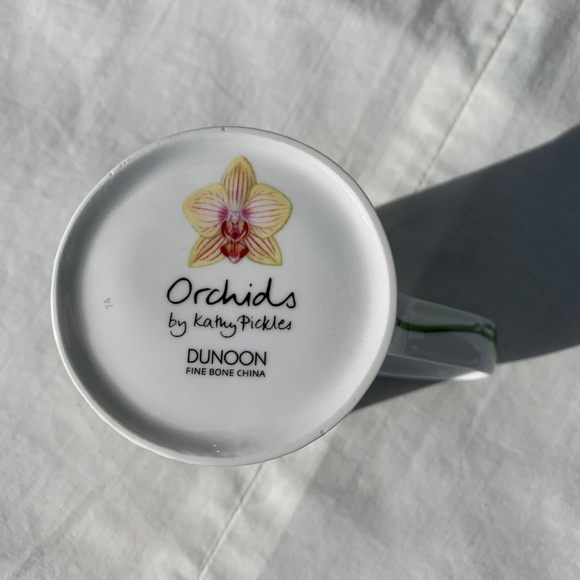 Orchids
by Kathy Pickles
DUNOON
FINE BONE CHINA